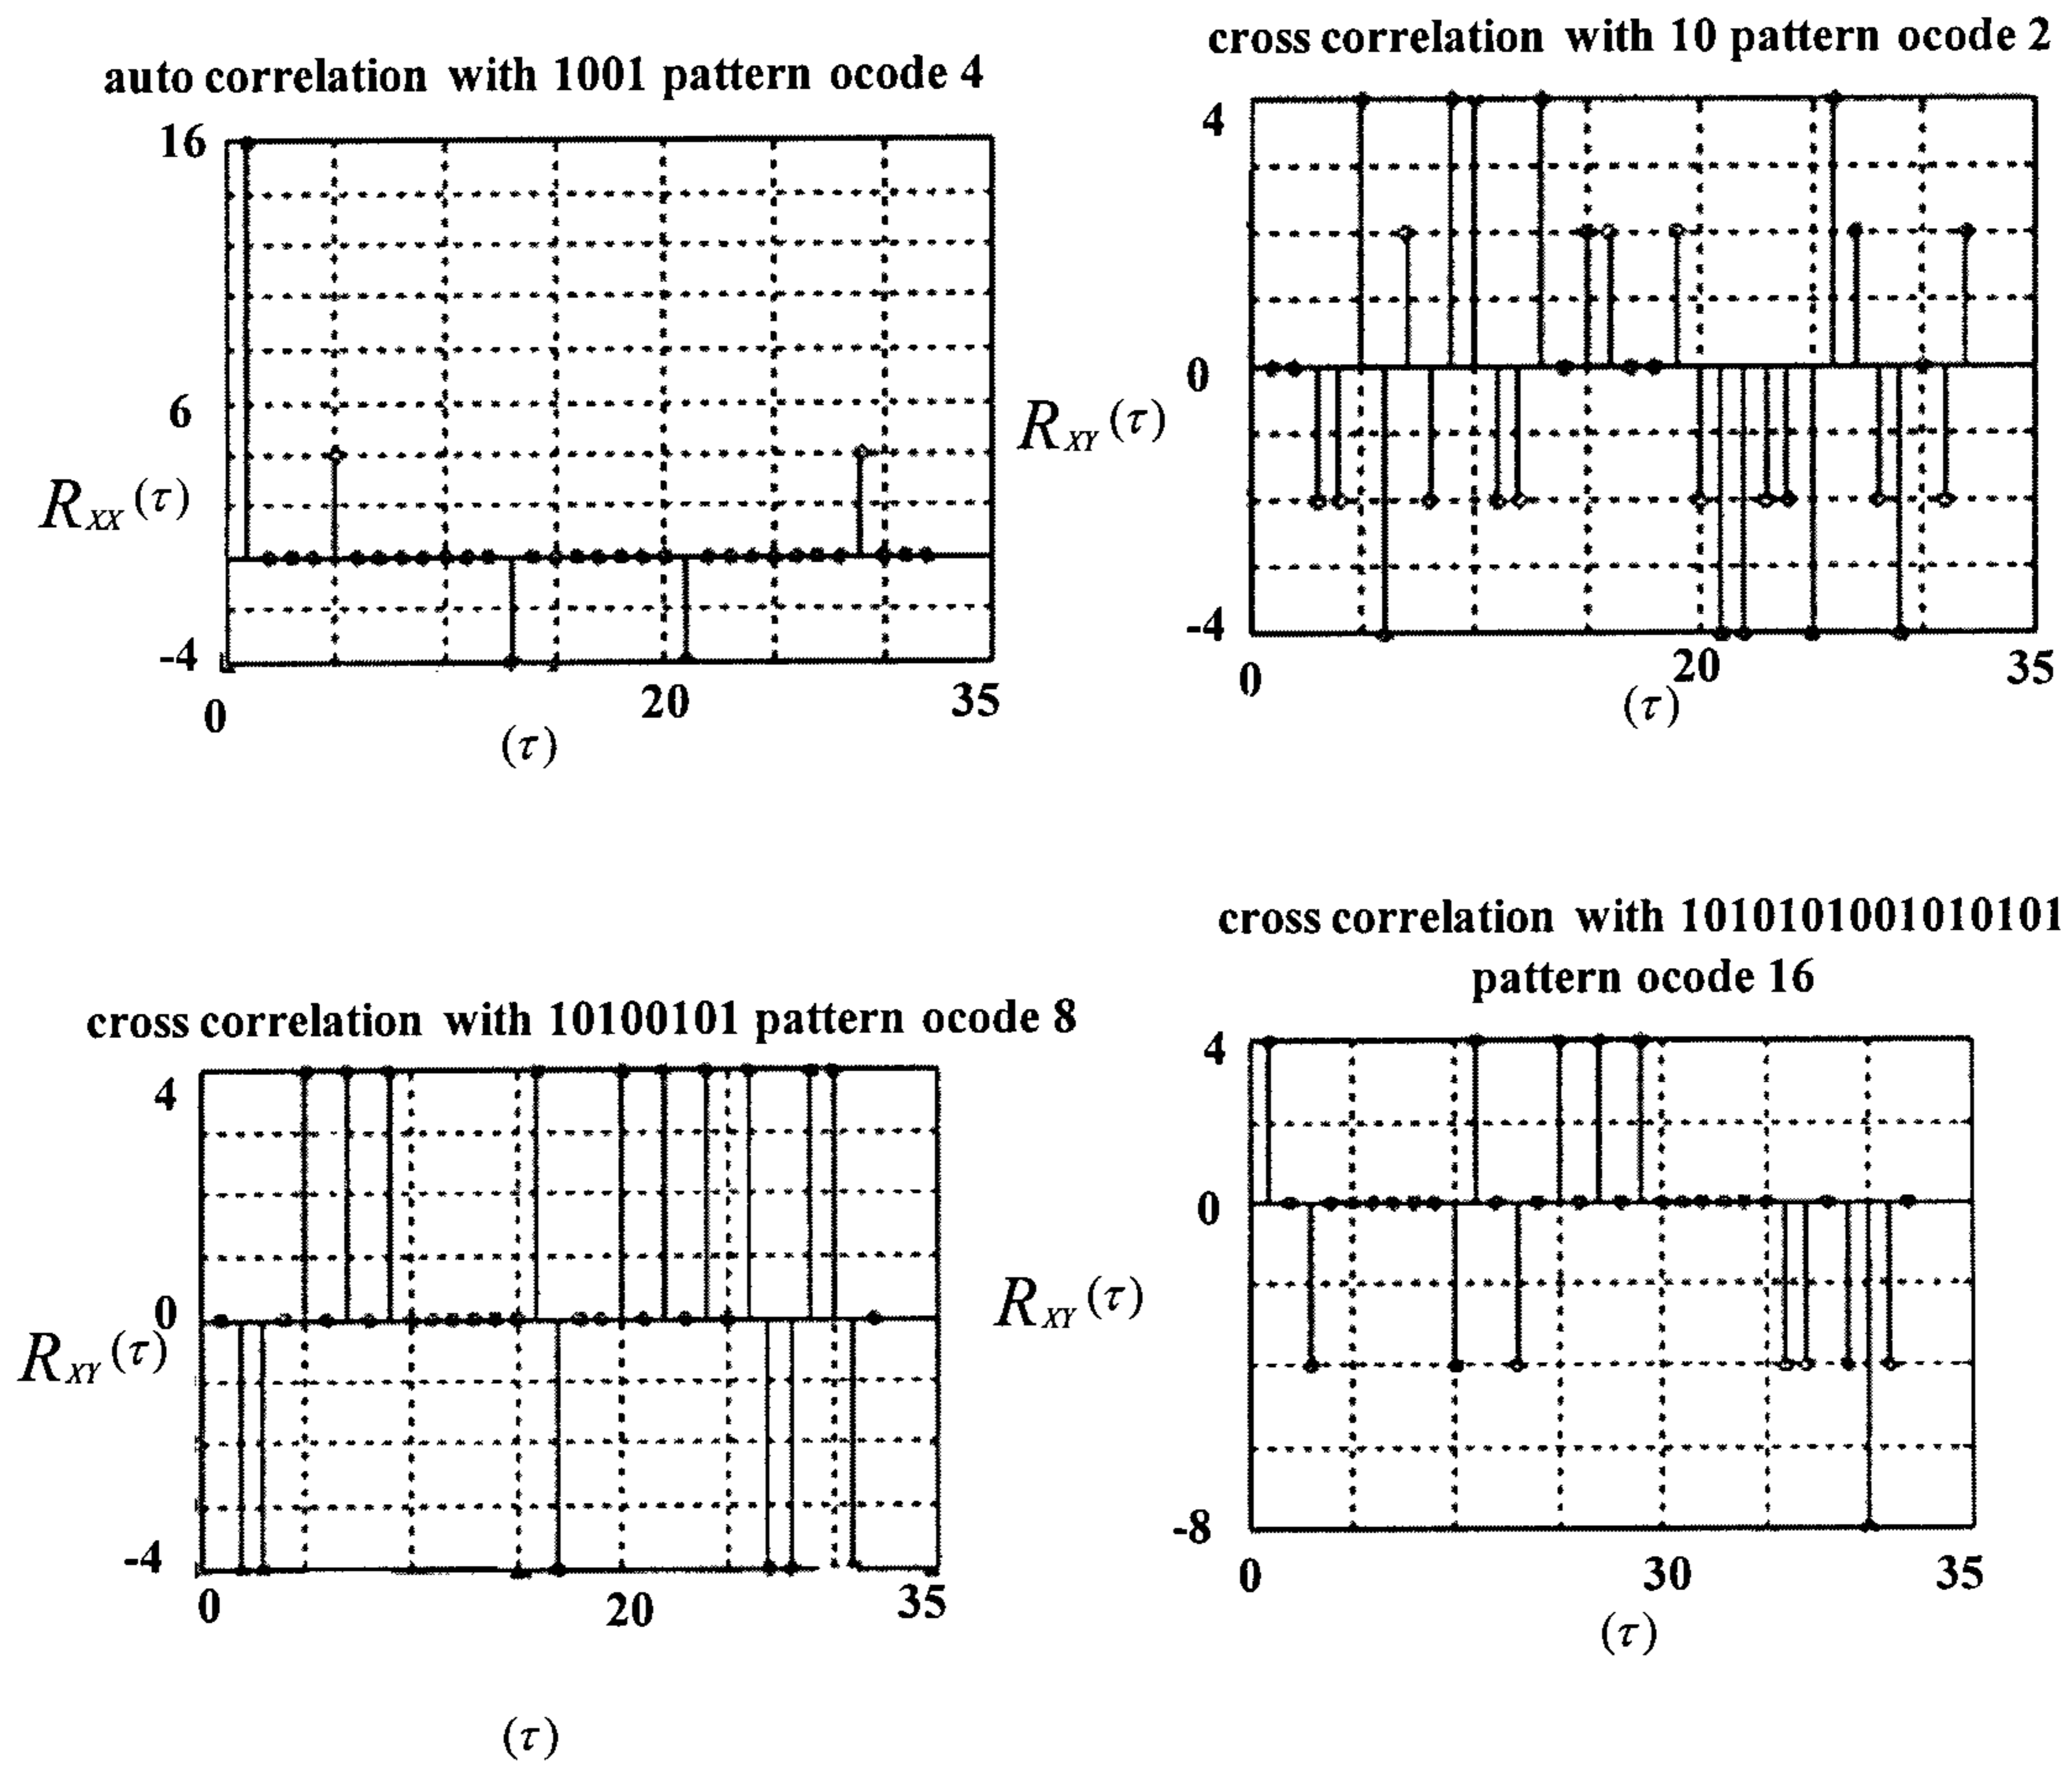 auto correlation with 1001 pattern ocode 4
16
6
R_XX(τ)
-4
0
20
35
(τ)
cross correlation with 10 pattern ocode 2
4
0
R_XY(τ)
-4
0
20
35
(τ)
cross correlation with 10100101 pattern ocode 8
4
0
R_XY(τ)
-4
0
20
35
(τ)
cross correlation with 1010101001010101
pattern ocode 16
4
0
R_XY(τ)
-8
0
30
35
(τ)